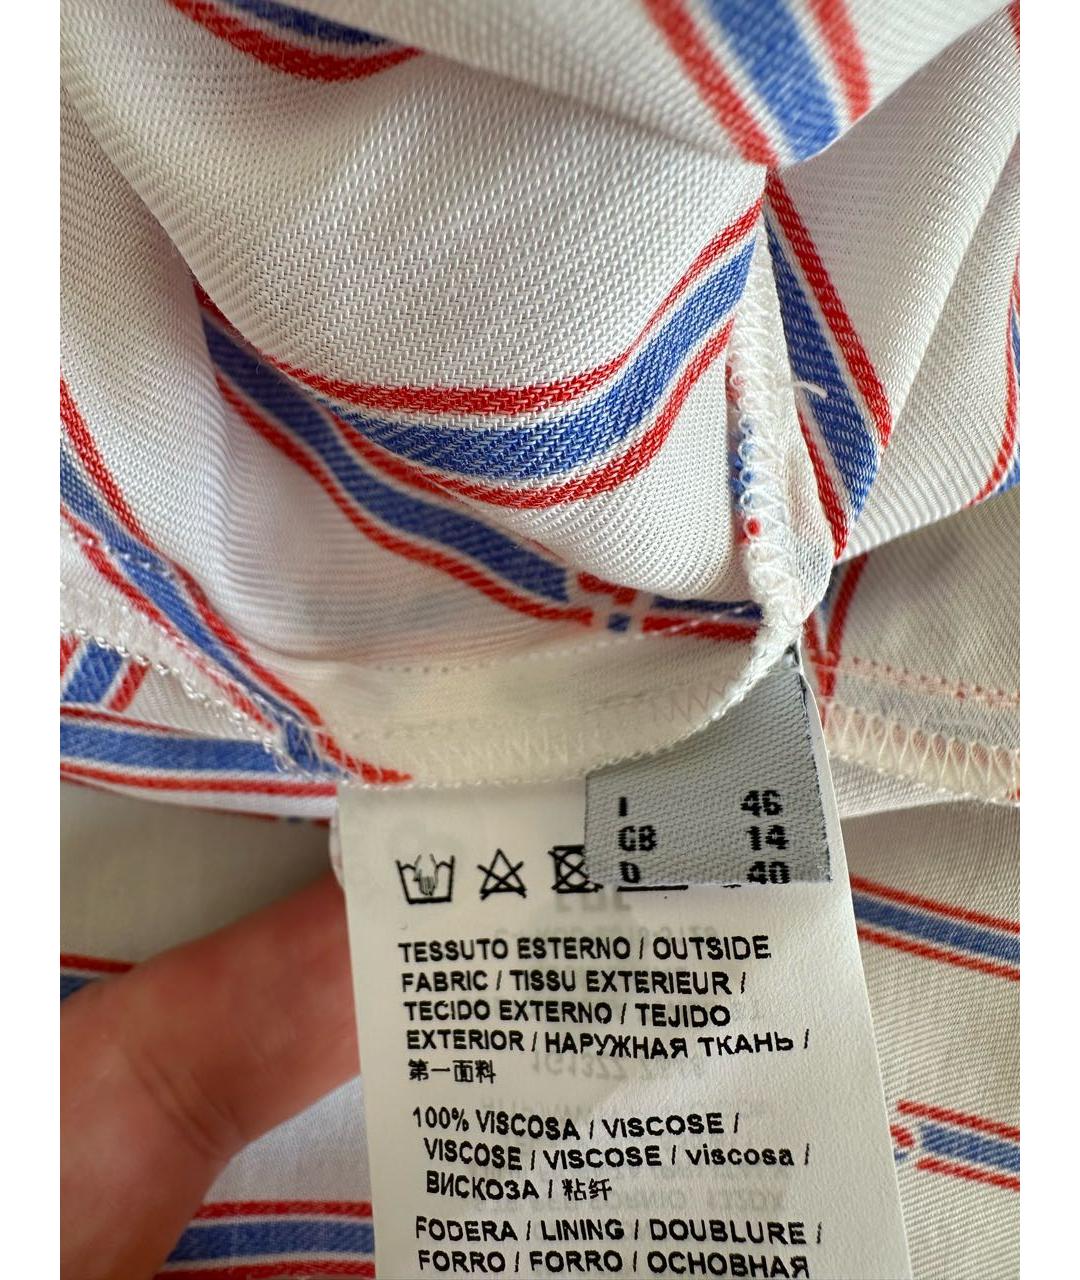 I 46
GB 14
D 40
TESSUTO ESTERNO / OUTSIDE
FABRIC / TISSU EXTERIEUR /
TECIDO EXTERNO / TEJIDO
EXTERIOR / НАРУЖНАЯ ТКАНЬ /
第一面料
100% VISCOSA / VISCOSE /
VISCOSE / VISCOSE / viscosa /
ВИСКОЗА / 粘纤
FODERA / LINING / DOUBLURE /
FORRO / FORRO / ОСНОВНАЯ